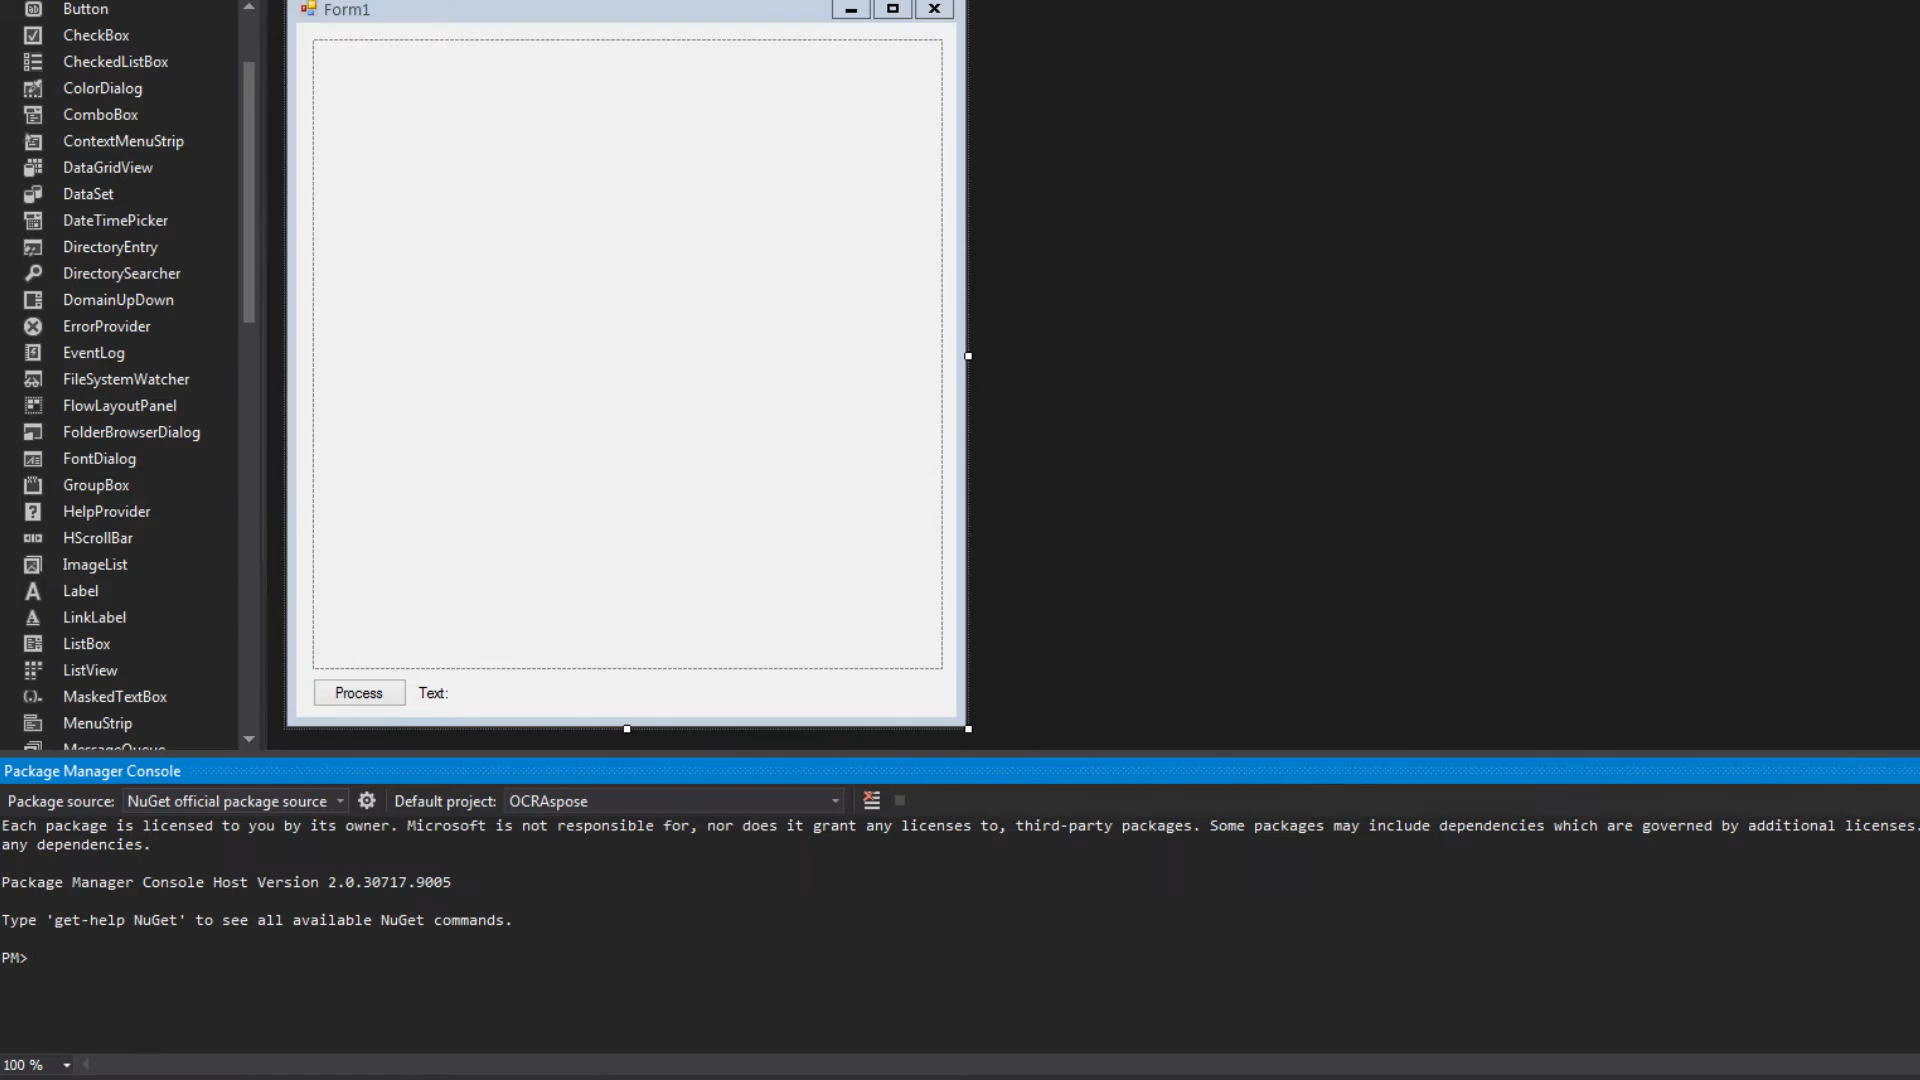 Button
CheckBox
CheckedListBox
ColorDialog
ComboBox
ContextMenuStrip
DataGridView
DataSet
DateTimePicker
DirectoryEntry
DirectorySearcher
DomainUpDown
ErrorProvider
EventLog
FileSystemWatcher
FlowLayoutPanel
FolderBrowserDialog
FontDialog
GroupBox
HelpProvider
HScrollBar
ImageList
Label
LinkLabel
ListBox
ListView
MaskedTextBox
MenuStrip
MessageQueue
Form1
Process Text:
Package Manager Console
Package source: NuGet official package source Default project: OCRAspose
Each package is licensed to you by its owner. Microsoft is not responsible for, nor does it grant any licenses to, third-party packages. Some packages may include dependencies which are governed by additional licenses.
any dependencies.
Package Manager Console Host Version 2.0.30717.9005
Type 'get-help NuGet' to see all available NuGet commands.
PM>
100 %